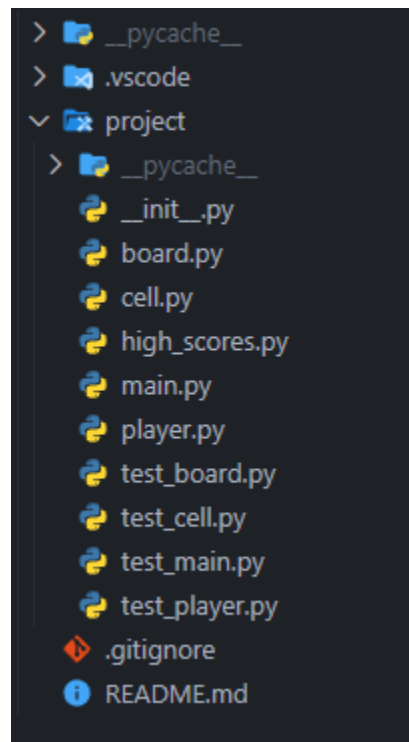 __pycache__
.vscode
project
__pycache__
__init__.py
board.py
cell.py
high_scores.py
main.py
player.py
test_board.py
test_cell.py
test_main.py
test_player.py
.gitignore
README.md